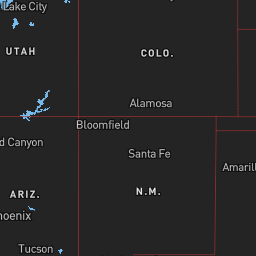 Lake City
UTAH
COLO.
Alamosa
Bloomfield
d Canyon
Santa Fe
Amarill
ARIZ.
N.M.
hoenix
Tucson